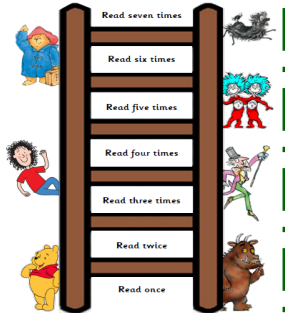 Read seven times
Read six times
Read five times
Read four times
Read three times
Read twice
Read once